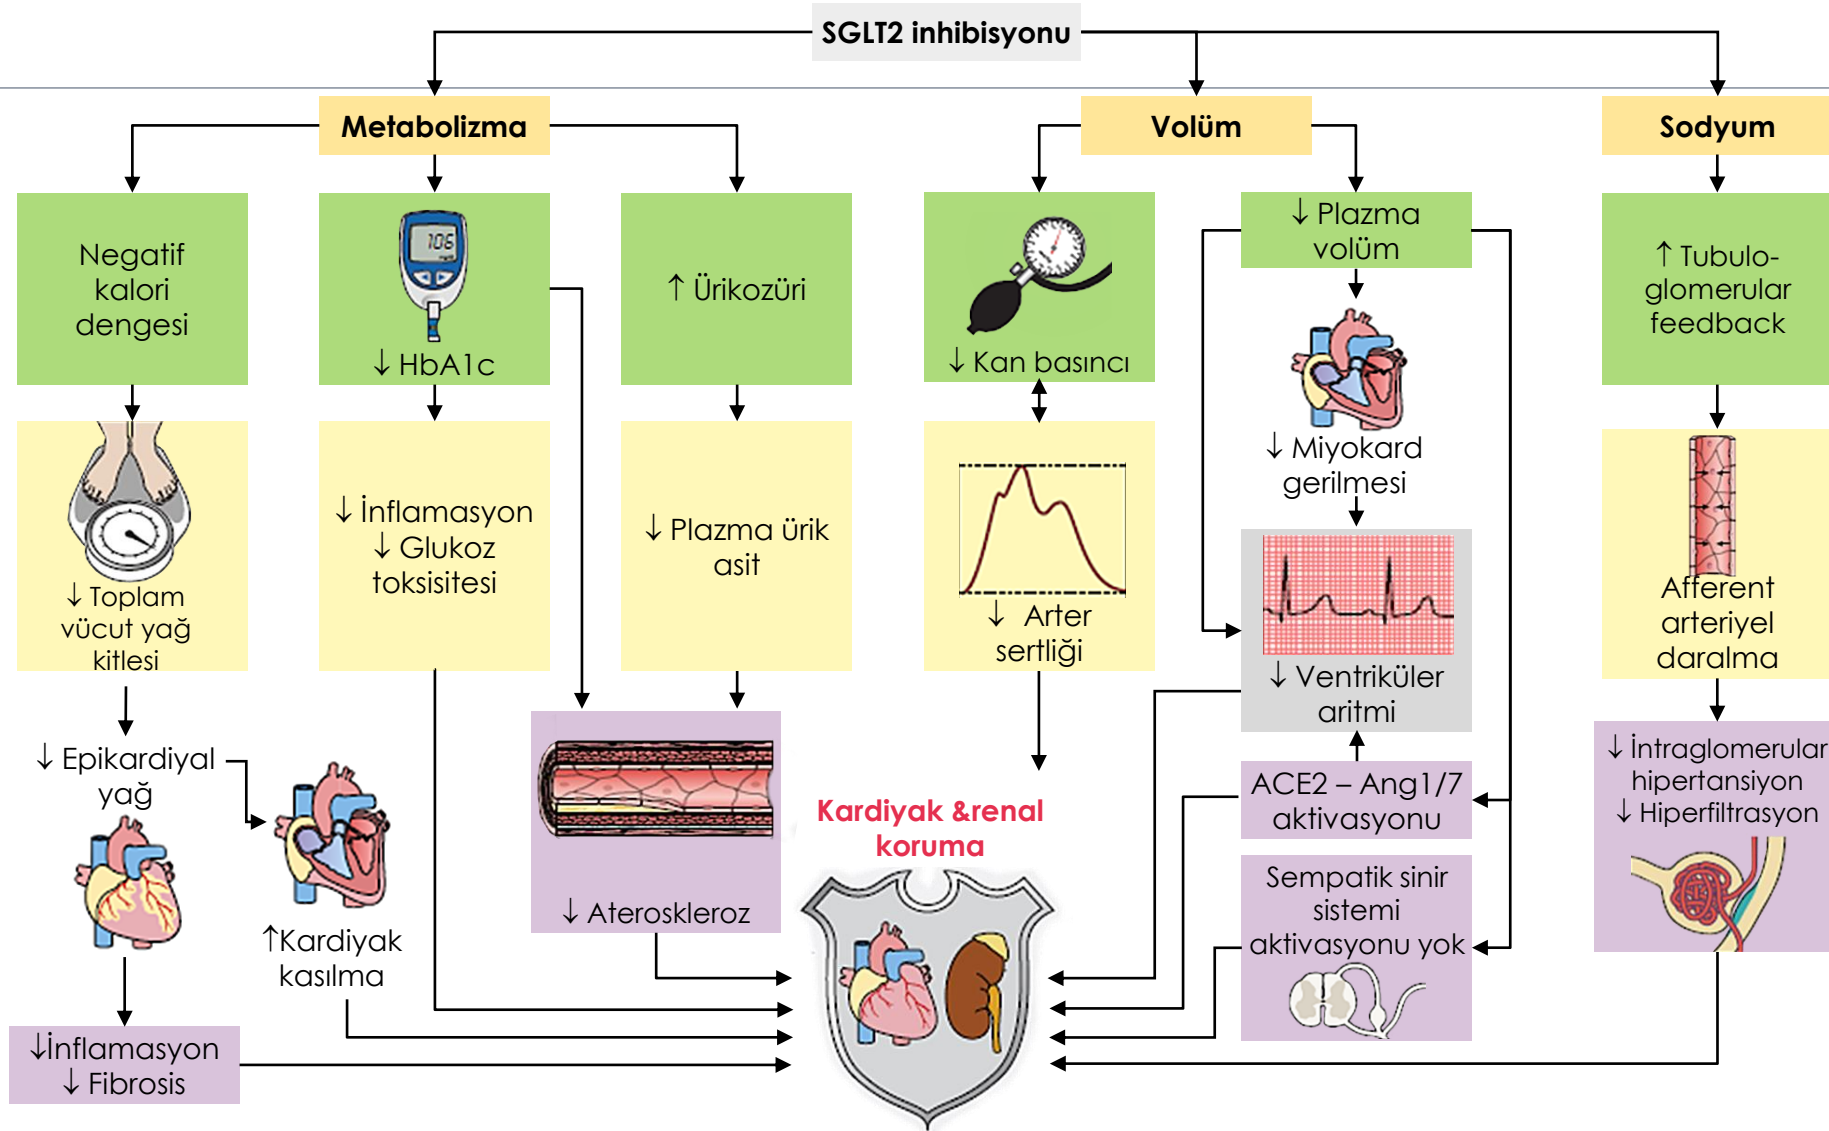 SGLT2 inhibisyonu
Metabolizma
Volüm
Sodyum
Negatif
kalori
dengesi
106
↓ HbA1c
↑ Ürikozüri
↓ Kan basıncı
↓ Plazma
volüm
↑ Tubulo-
glomerular
feedback
↓ Toplam
vücut yağ
kitlesi
↓ İnflamasyon
↓ Glukoz
toksisitesi
↓ Plazma ürik
asit
↓ Arter
sertliği
↓ Miyokard
gerilmesi
↓ Ventriküler
aritmi
Afferent
arteriyel
daralma
↓ Epikardiyal
yağ
↑Kardiyak
kasılma
↓İnflamasyon
↓ Fibrosis
↓ Ateroskleroz
Kardiyak &renal
koruma
ACE2 – Ang1/7
aktivasyonu
Sempatik sinir
sistemi
aktivasyonu yok
↓ İntraglomerular
hipertansiyon
↓ Hiperfiltrasyon